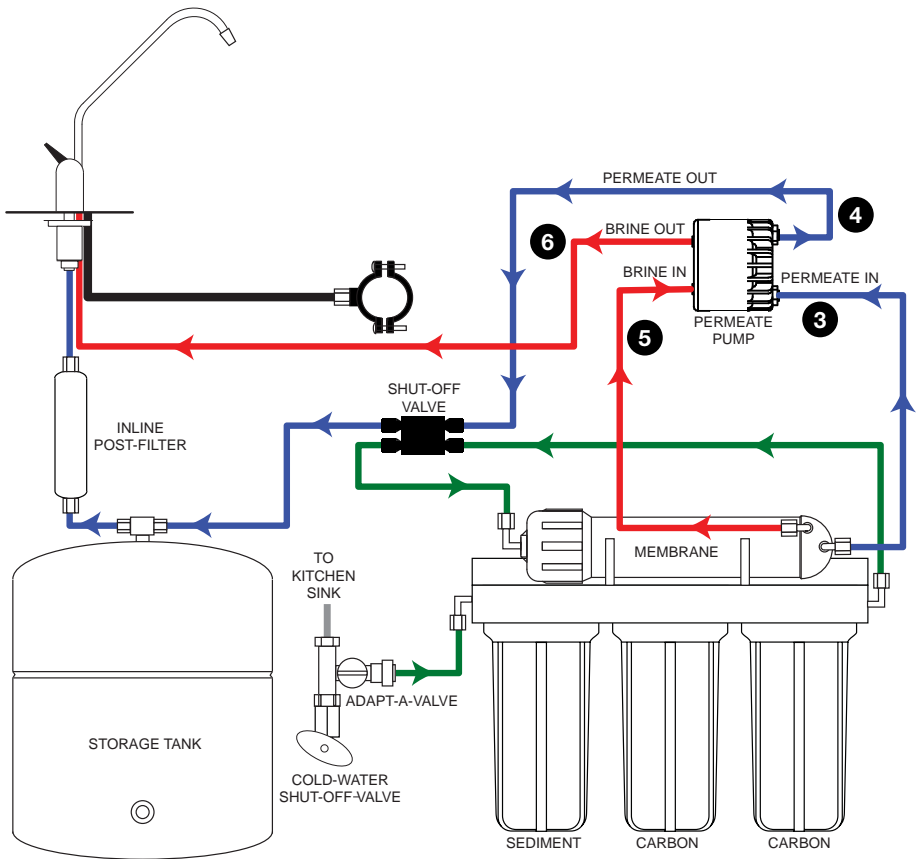 PERMEATE OUT
4
6
BRINE OUT
BRINE IN
PERMEATE IN
3
5
PERMEATE
PUMP
SHUT-OFF
VALVE
INLINE
POST-FILTER
MEMBRANE
TO
KITCHEN
SINK
ADAPT-A-VALVE
STORAGE TANK
COLD-WATER
SHUT-OFF-VALVE
SEDIMENT
CARBON
CARBON